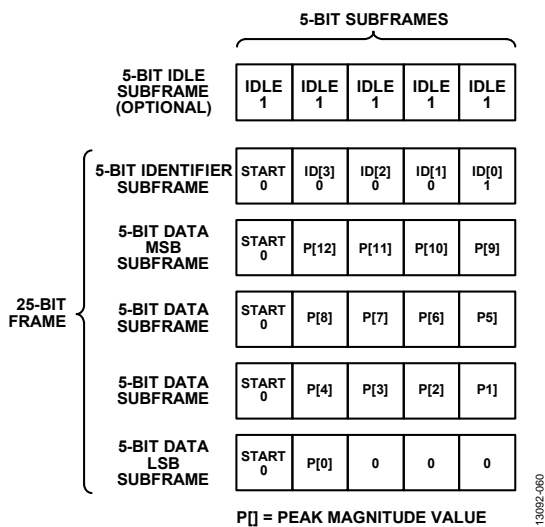 5-BIT SUBFRAMES
5-BIT IDLE
SUBFRAME
(OPTIONAL)
IDLE IDLE IDLE IDLE IDLE
1 1 1 1 1
25-BIT
FRAME
5-BIT IDENTIFIER
SUBFRAME
START ID[3] ID[2] ID[1] ID[0]
0 0 0 0 1
5-BIT DATA
MSB
SUBFRAME
START
0
P[12] P[11] P[10] P[9]
5-BIT DATA
SUBFRAME
START
0
P[8] P[7] P[6] P5]
5-BIT DATA
SUBFRAME
START
0
P[4] P[3] P[2] P1]
5-BIT DATA
LSB
SUBFRAME
START
0
P[0] 0 0 0
P[] = PEAK MAGNITUDE VALUE
13092-060